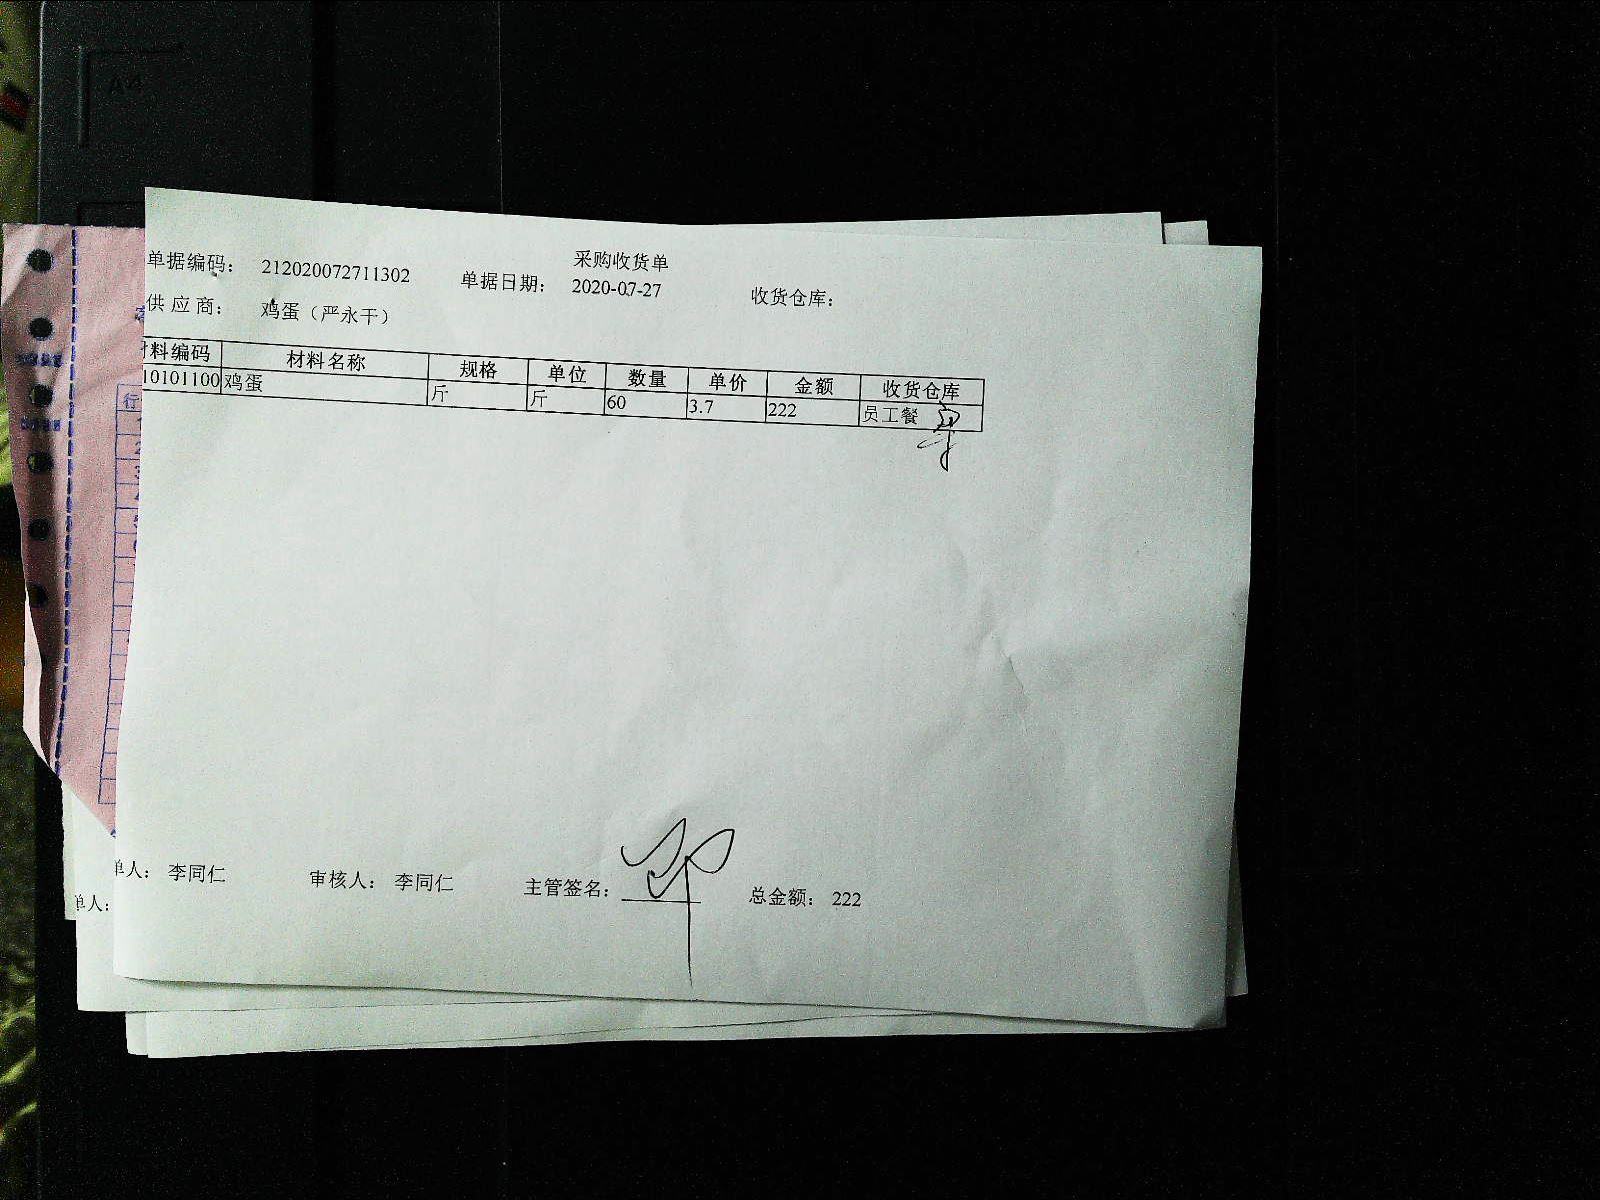 采购收货单
单据编码： 212020072711302 单据日期： 2020-07-27 收货仓库：
供应商： 鸡蛋（严永干）
材料编码 材料名称 规格 单位 数量 单价 金额 收货仓库
10101100 鸡蛋 斤 斤 60 3.7 222 员工餐
单人： 李同仁 审核人： 李同仁 主管签名： 总金额： 222
单人：
A4
行